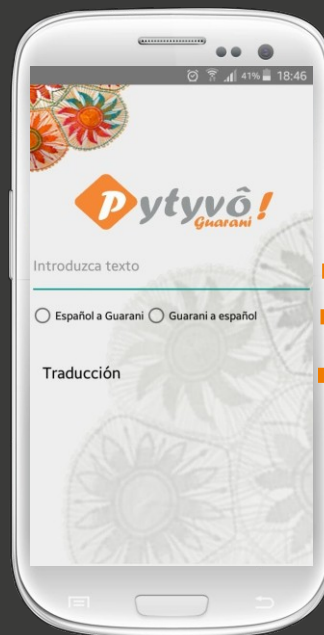 41% 18:46
Pytyvô!
Guarani
Introduzca texto
Español a Guarani Guarani a español
Traducción